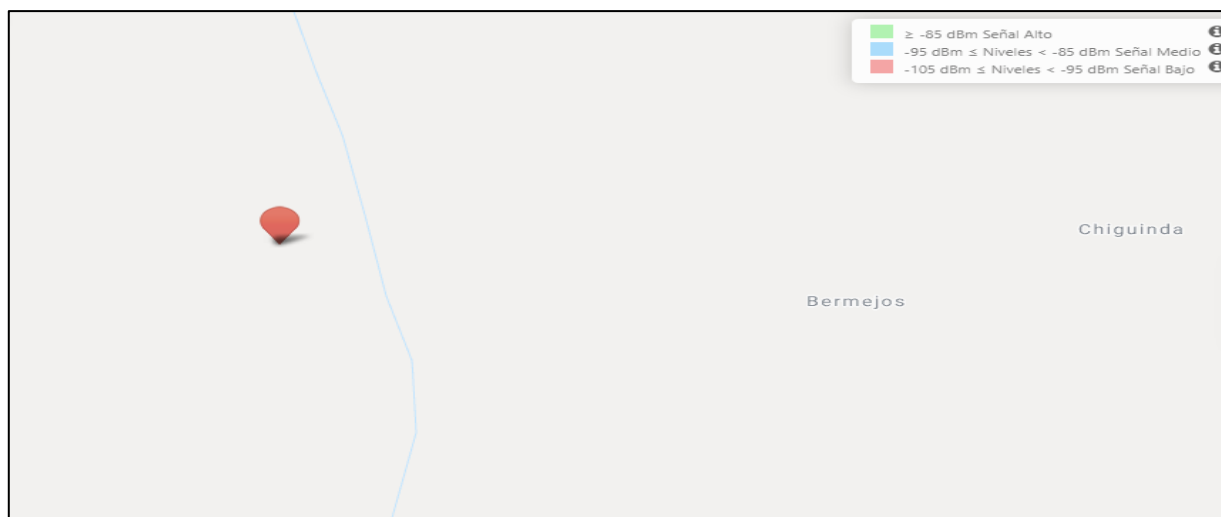 ≥ -85 dBm Señal Alto
-95 dBm ≤ Niveles < -85 dBm Señal Medio
-105 dBm ≤ Niveles < -95 dBm Señal Bajo
Chiguinda
Bermejos